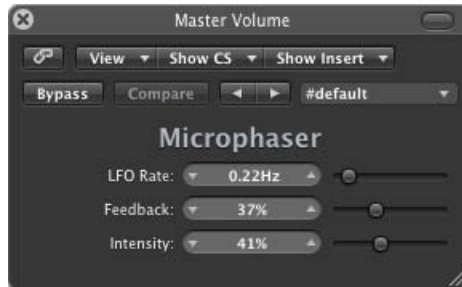 Master Volume
View Show CS Show Insert
Bypass Compare #default
Microphaser
LFO Rate: 0.22Hz
Feedback: 37%
Intensity: 41%